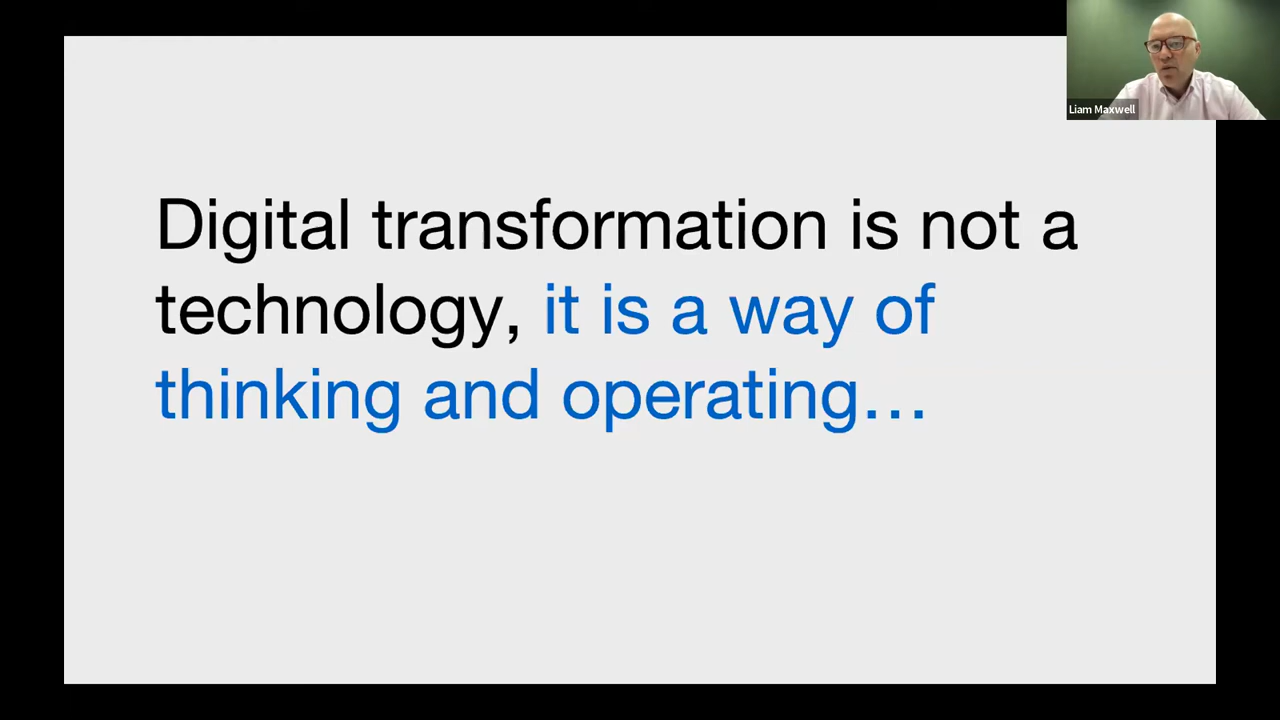 Liam Maxwell
Digital transformation is not a
technology, it is a way of
thinking and operating…